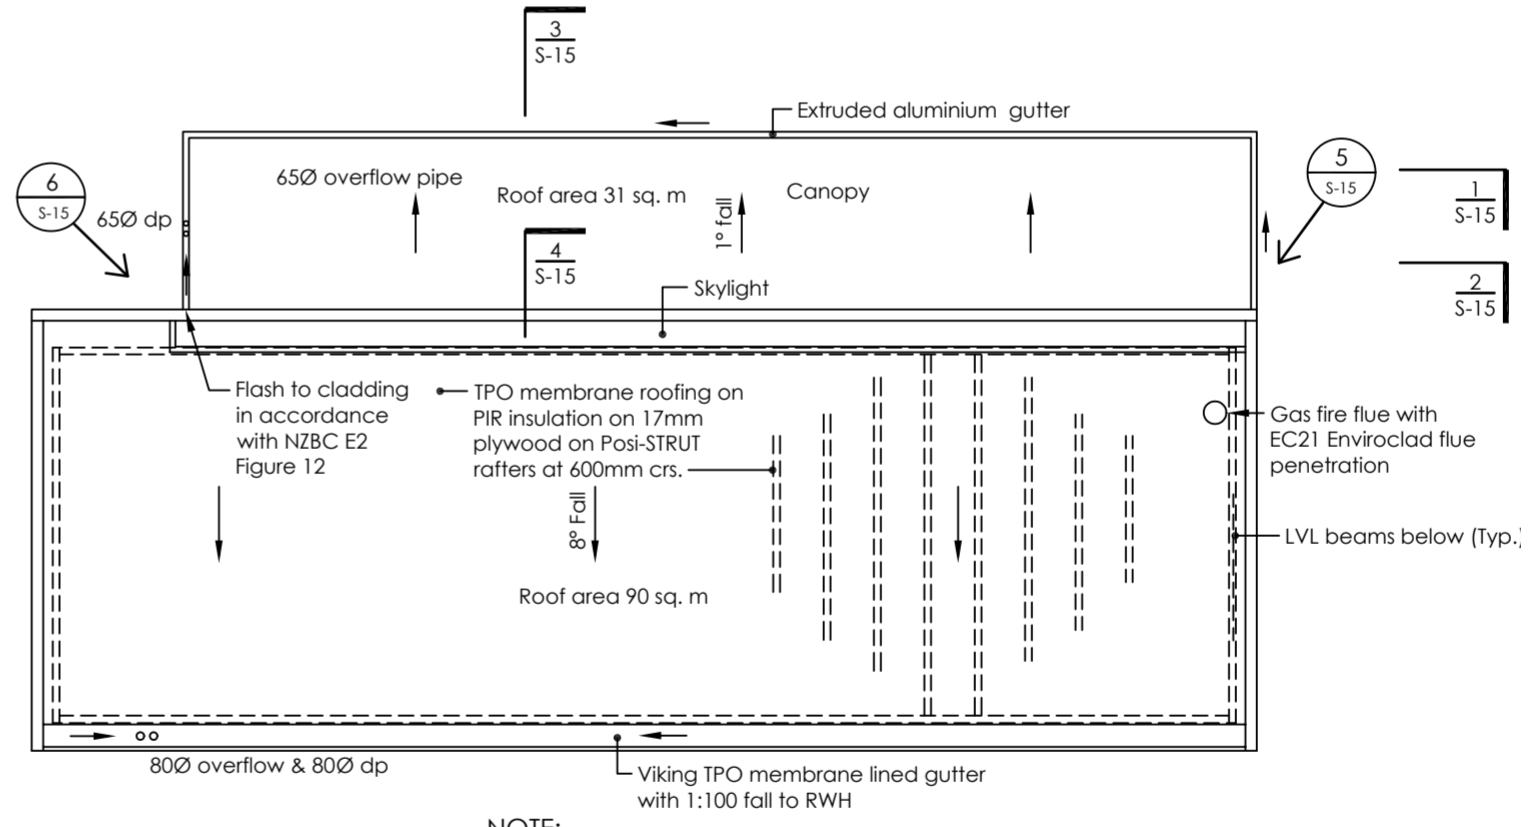 3
S-15
Extruded aluminium gutter
6
S-15
65Ø dp
65Ø overflow pipe
Roof area 31 sq. m
1° fall
Canopy
5
S-15
1
S-15
4
S-15
2
S-15
Skylight
Flash to cladding
in accordance
with NZBC E2
Figure 12
TPO membrane roofing on
PIR insulation on 17mm
plywood on Posi-STRUT
rafters at 600mm crs.
Gas fire flue with
EC21 Enviroclad flue
penetration
8° Fall
LVL beams below (Typ.)
Roof area 90 sq. m
80Ø overflow & 80Ø dp
Viking TPO membrane lined gutter
with 1:100 fall to RWH
NOTE: